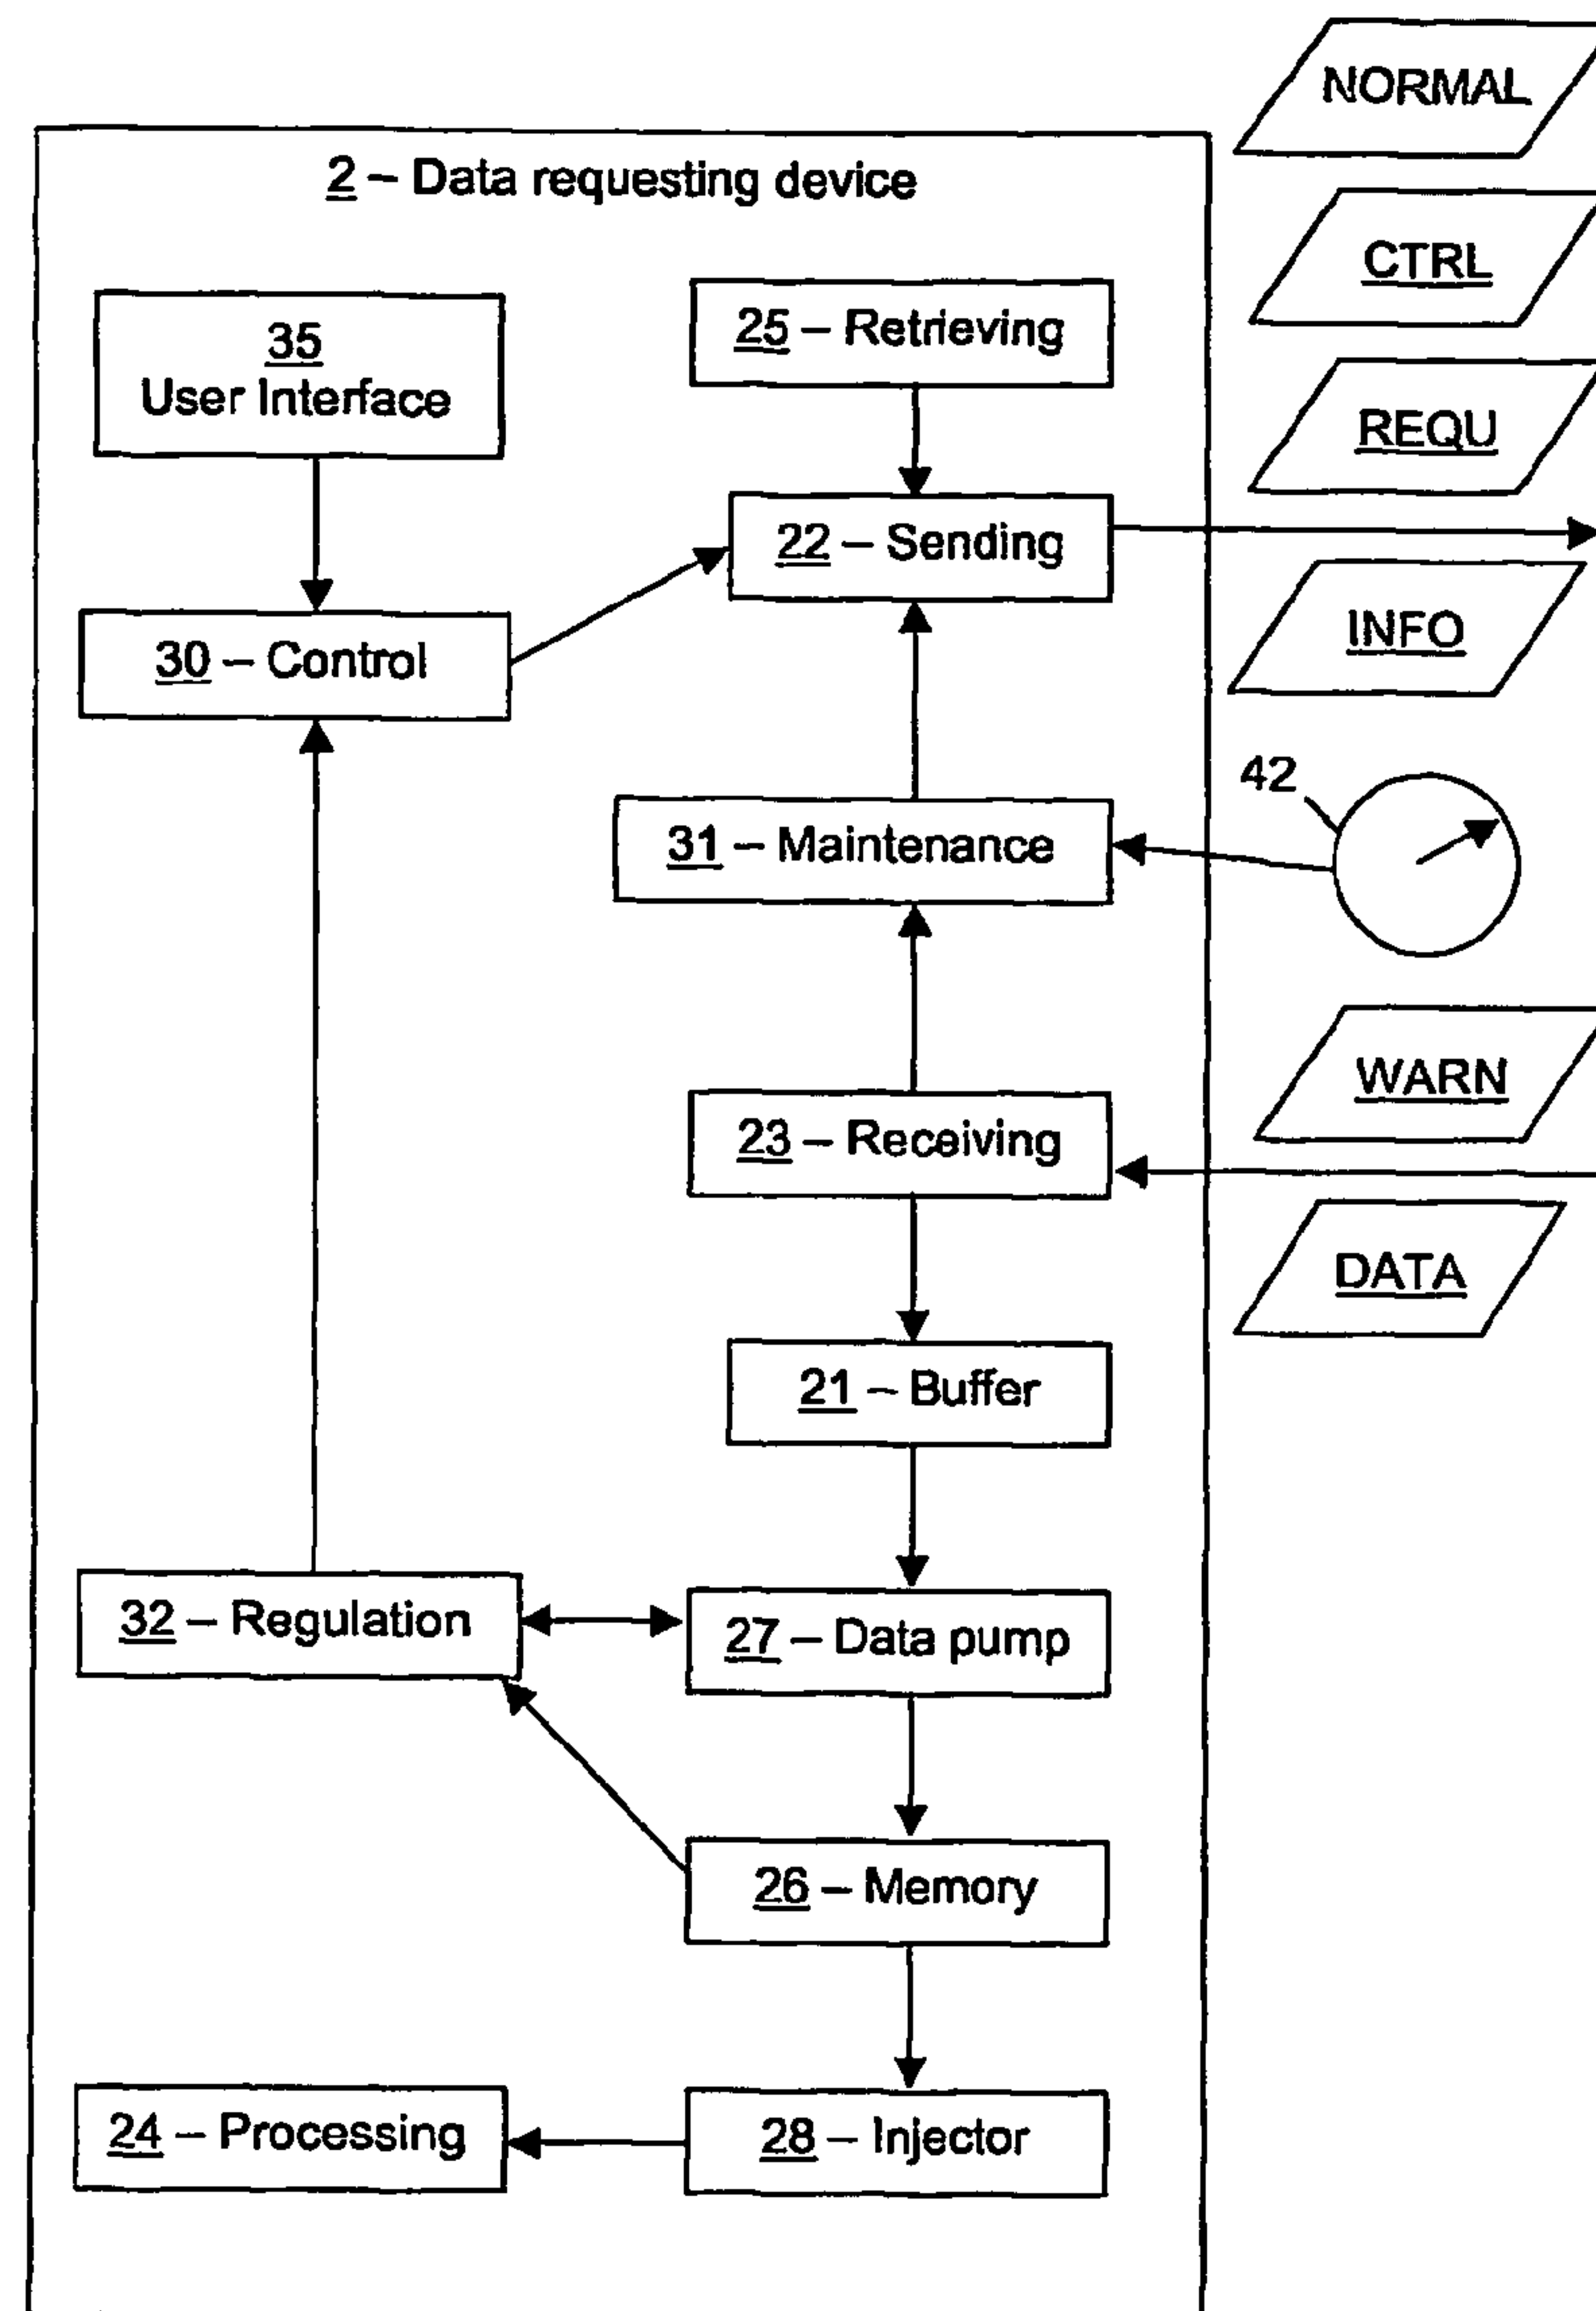 NORMAL
2 – Data requesting device
CTRL
35
User Interface
25 – Retrieving
REQU
22 – Sending
30 – Control
INFO
42
31 – Maintenance
WARN
23 – Receiving
DATA
21 – Buffer
32 – Regulation
27 – Data pump
26 – Memory
24 – Processing
28 – Injector